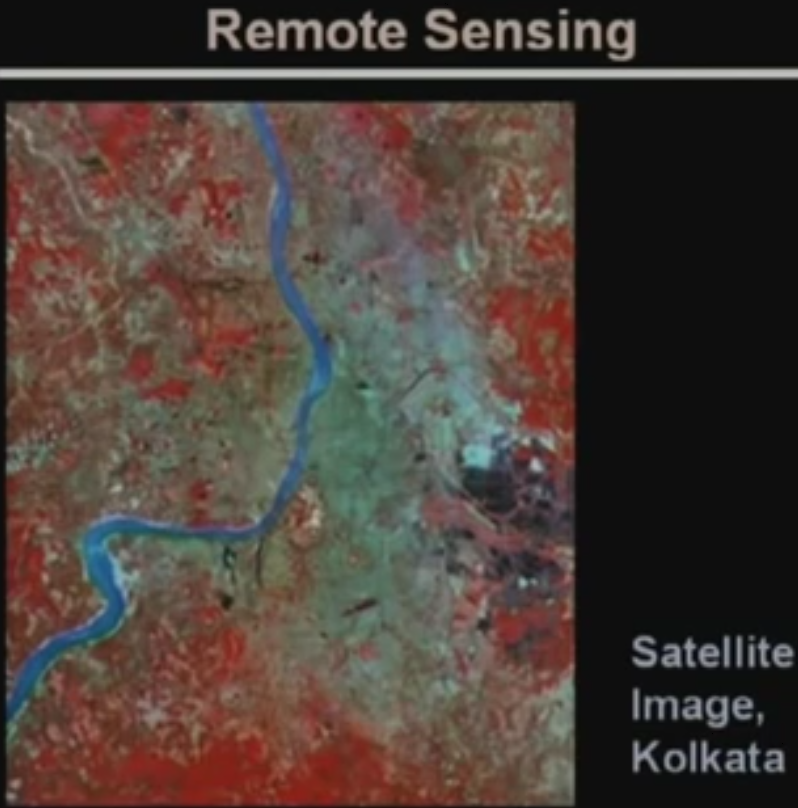 Remote Sensing
Satellite
Image,
Kolkata